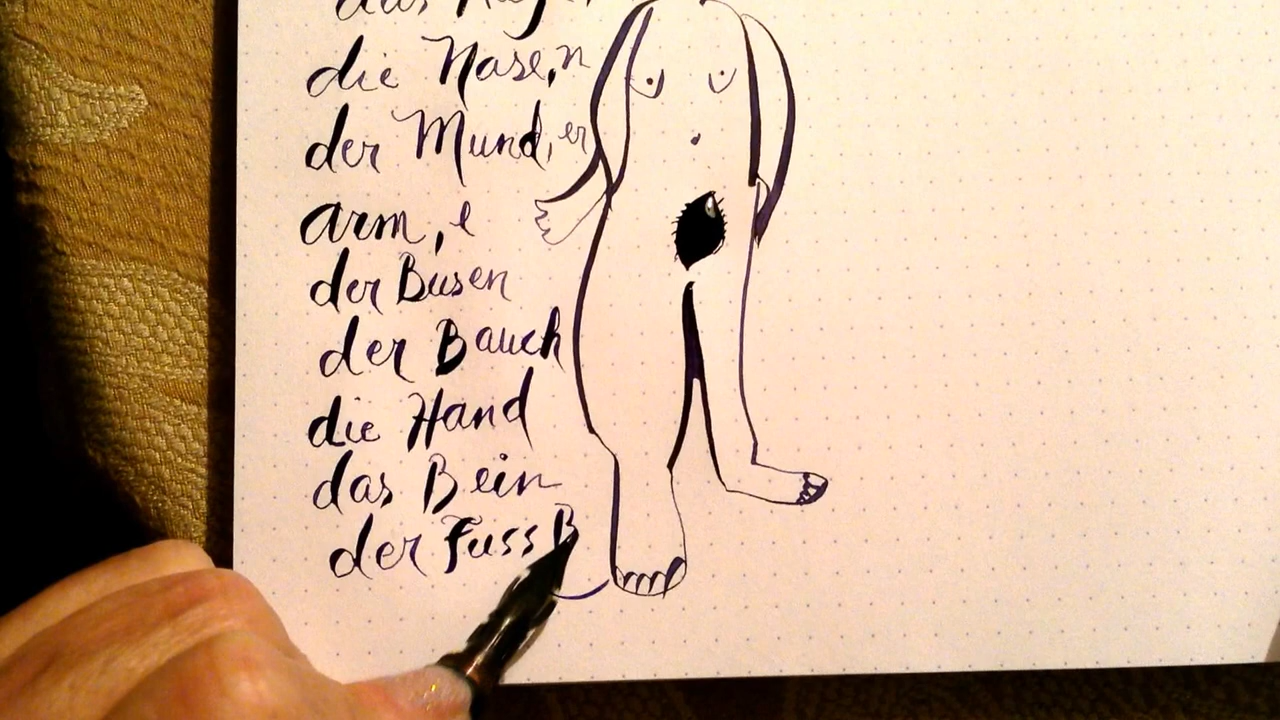 die Nase,n
der Mund,er
arm,e
der Busen
der Bauch
die Hand
das Bein
der Fuss B